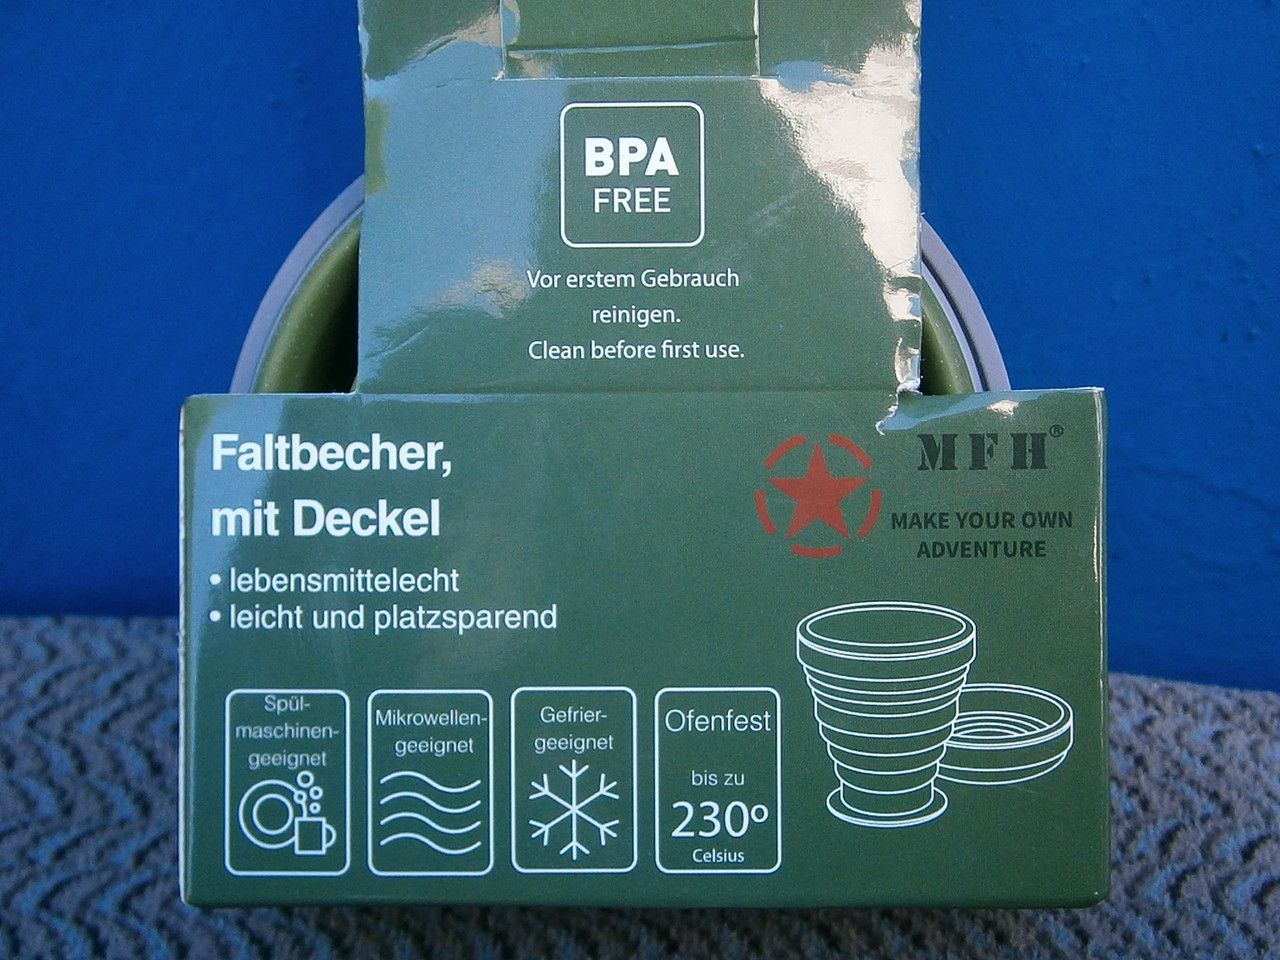 BPA
FREE
Vor erstem Gebrauch
reinigen.
Clean before first use.
Faltbecher,
mit Deckel
• lebensmittelecht
• leicht und platzsparend
MFH®
MAKE YOUR OWN
ADVENTURE
Spül-
maschinen-
geeignet
Mikrowellen-
geeignet
Gefrier-
geeignet
Ofenfest
bis zu
230º
Celsius